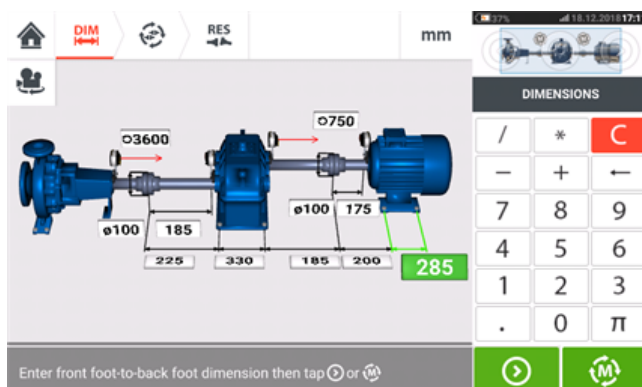 DIM
RES
mm
37%
18.12.2018 17:1
DIMENSIONS
3600
750
ø100
185
ø100
175
225
330
185
200
285
/ * C
− + ←
7 8 9
4 5 6
1 2 3
. 0 π
M
Enter front foot-to-back foot dimension then tap or M